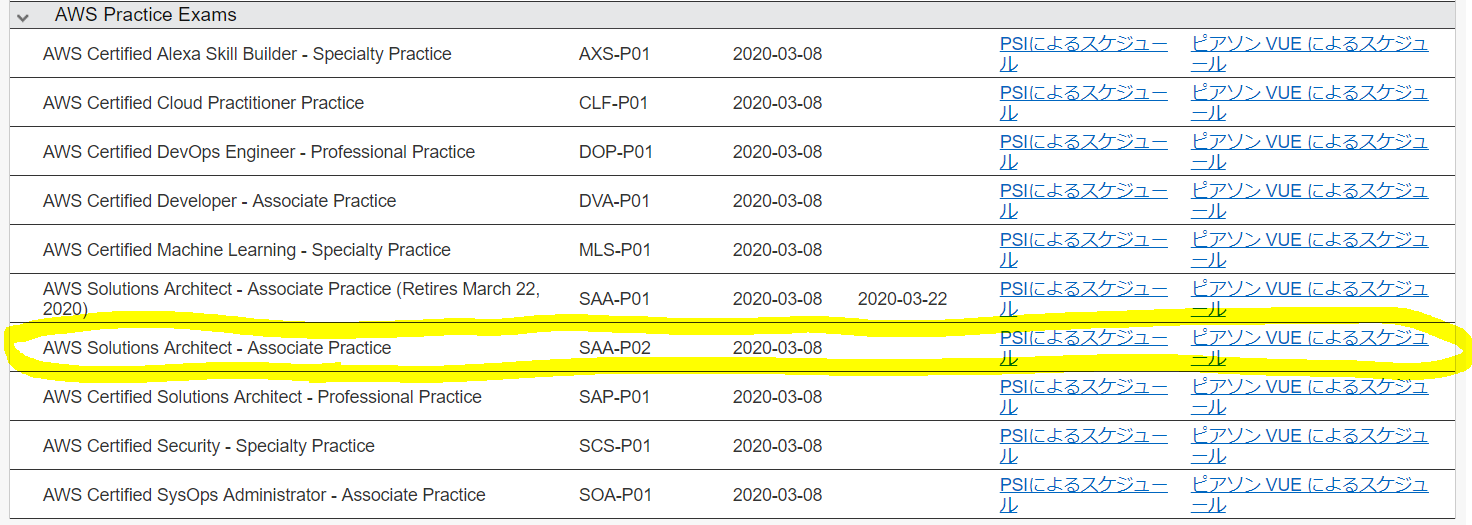 AWS Practice Exams
AWS Certified Alexa Skill Builder - Specialty Practice AXS-P01 2020-03-08 PSIによるスケジュー ピアソン VUE によるスケジュ
ル ール
AWS Certified Cloud Practitioner Practice CLF-P01 2020-03-08 PSIによるスケジュー ピアソン VUE によるスケジュ
ル ール
AWS Certified DevOps Engineer - Professional Practice DOP-P01 2020-03-08 PSIによるスケジュー ピアソン VUE によるスケジュ
ル ール
AWS Certified Developer - Associate Practice DVA-P01 2020-03-08 PSIによるスケジュー ピアソン VUE によるスケジュ
ル ール
AWS Certified Machine Learning - Specialty Practice MLS-P01 2020-03-08 PSIによるスケジュー ピアソン VUE によるスケジュ
ル ール
AWS Solutions Architect - Associate Practice (Retires March 22, SAA-P01 2020-03-08 2020-03-22 PSIによるスケジュー ピアソン VUE によるスケジュ
2020) ル ール
AWS Solutions Architect - Associate Practice SAA-P02 2020-03-08 PSIによるスケジュー ピアソン VUE によるスケジュ
ル ール
AWS Certified Solutions Architect - Professional Practice SAP-P01 2020-03-08 PSIによるスケジュー ピアソン VUE によるスケジュ
ル ール
AWS Certified Security - Specialty Practice SCS-P01 2020-03-08 PSIによるスケジュー ピアソン VUE によるスケジュ
ル ール
AWS Certified SysOps Administrator - Associate Practice SOA-P01 2020-03-08 PSIによるスケジュー ピアソン VUE によるスケジュ
ル ール